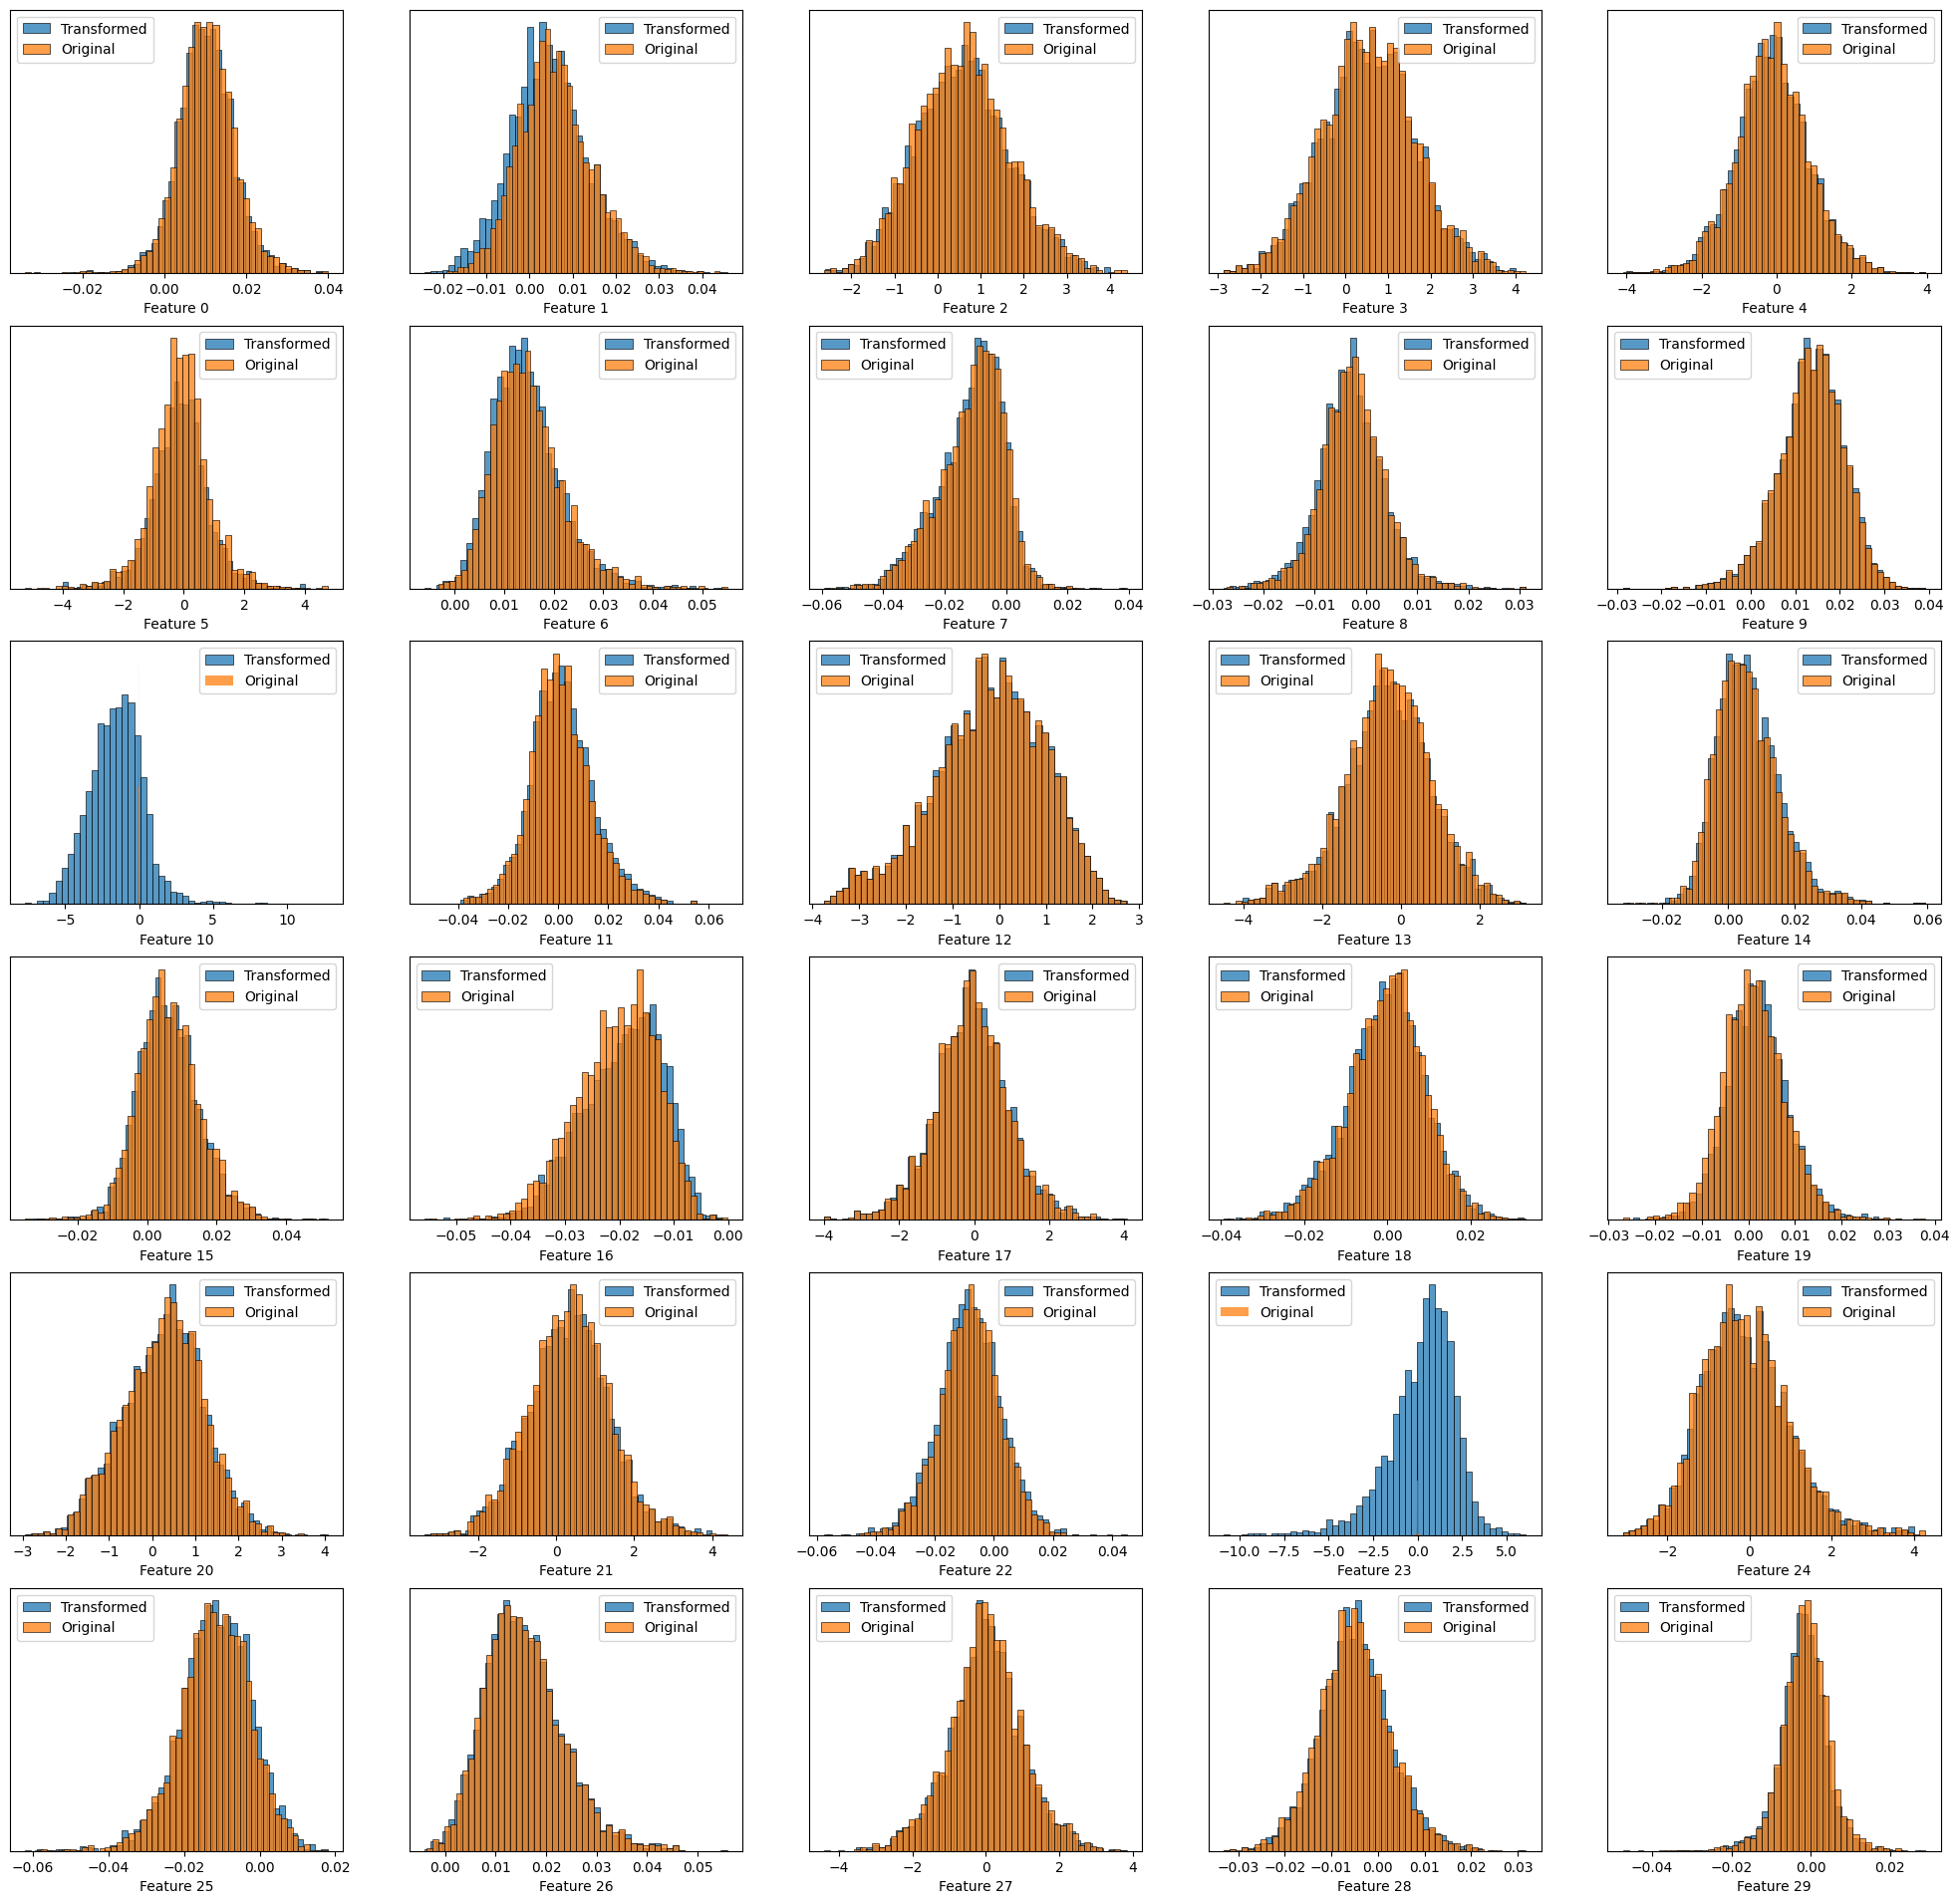 Transformed
Original
−0.02 0.00 0.02 0.04
Feature 0
Transformed
Original
−0.02 −0.01 0.00 0.01 0.02 0.03 0.04
Feature 1
Transformed
Original
−2 −1 0 1 2 3 4
Feature 2
Transformed
Original
−3 −2 −1 0 1 2 3 4
Feature 3
Transformed
Original
−4 −2 0 2 4
Feature 4
Transformed
Original
−4 −2 0 2 4
Feature 5
Transformed
Original
0.00 0.01 0.02 0.03 0.04 0.05
Feature 6
Transformed
Original
−0.06 −0.04 −0.02 0.00 0.02 0.04
Feature 7
Transformed
Original
−0.03 −0.02 −0.01 0.00 0.01 0.02 0.03
Feature 8
Transformed
Original
−0.03 −0.02 −0.01 0.00 0.01 0.02 0.03 0.04
Feature 9
Transformed
Original
−5 0 5 10
Feature 10
Transformed
Original
−0.04 −0.02 0.00 0.02 0.04 0.06
Feature 11
Transformed
Original
−4 −3 −2 −1 0 1 2 3
Feature 12
Transformed
Original
−4 −2 0 2
Feature 13
Transformed
Original
−0.02 0.00 0.02 0.04 0.06
Feature 14
Transformed
Original
−0.02 0.00 0.02 0.04
Feature 15
Transformed
Original
−0.05 −0.04 −0.03 −0.02 −0.01 0.00
Feature 16
Transformed
Original
−4 −2 0 2 4
Feature 17
Transformed
Original
−0.04 −0.02 0.00 0.02
Feature 18
Transformed
Original
−0.03 −0.02 −0.01 0.00 0.01 0.02 0.03 0.04
Feature 19
Transformed
Original
−3 −2 −1 0 1 2 3 4
Feature 20
Transformed
Original
−2 0 2 4
Feature 21
Transformed
Original
−0.06 −0.04 −0.02 0.00 0.02 0.04
Feature 22
Transformed
Original
−10.0 −7.5 −5.0 −2.5 0.0 2.5 5.0
Feature 23
Transformed
Original
−2 0 2 4
Feature 24
Transformed
Original
−0.06 −0.04 −0.02 0.00 0.02
Feature 25
Transformed
Original
0.00 0.01 0.02 0.03 0.04 0.05
Feature 26
Transformed
Original
−4 −2 0 2 4
Feature 27
Transformed
Original
−0.03 −0.02 −0.01 0.00 0.01 0.02 0.03
Feature 28
Transformed
Original
−0.04 −0.02 0.00 0.02
Feature 29